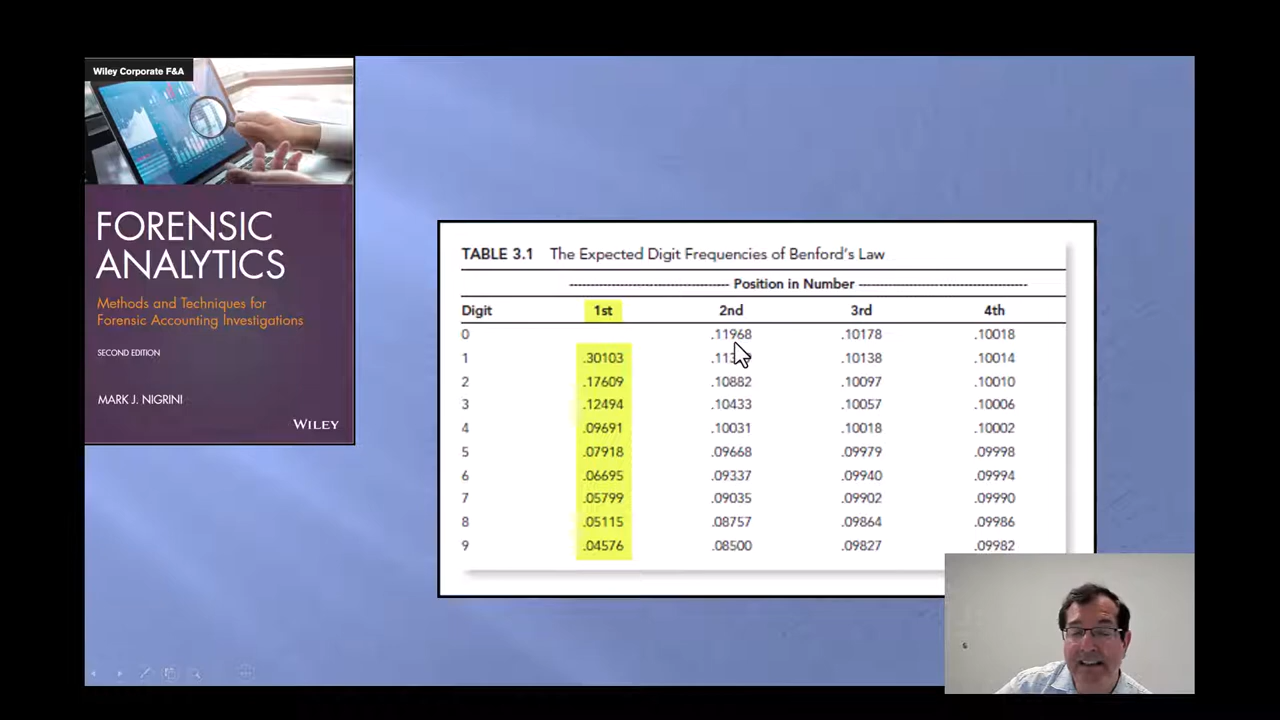 Wiley Corporate F&A
FORENSIC
ANALYTICS
Methods and Techniques for
Forensic Accounting Investigations
SECOND EDITION
MARK J. NIGRINI
WILEY
TABLE 3.1 The Expected Digit Frequencies of Benford's Law
Position in Number
Digit 1st 2nd 3rd 4th
0 .11968 .10178 .10018
1 .30103 .10138 .10014
2 .17609 .10882 .10097 .10010
3 .12494 .10433 .10057 .10006
4 .09691 .10031 .10018 .10002
5 .07918 .09668 .09979 .09998
6 .06695 .09337 .09940 .09994
7 .05799 .09035 .09902 .09990
8 .05115 .08757 .09864 .09986
9 .04576 .08500 .09827 .09982